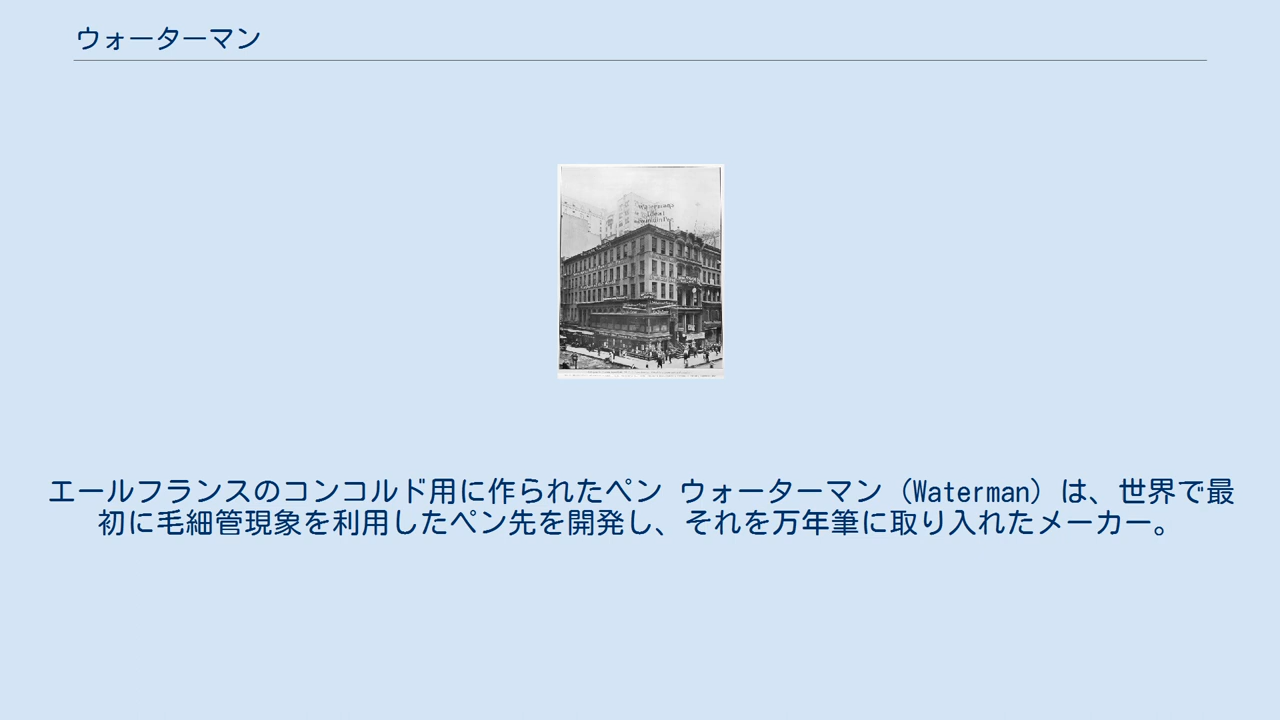 ウォーターマン
Waterman's
Ideal
エールフランスのコンコルド用に作られたペン ウォーターマン（Waterman）は、世界で最
初に毛細管現象を利用したペン先を開発し、それを万年筆に取り入れたメーカー。